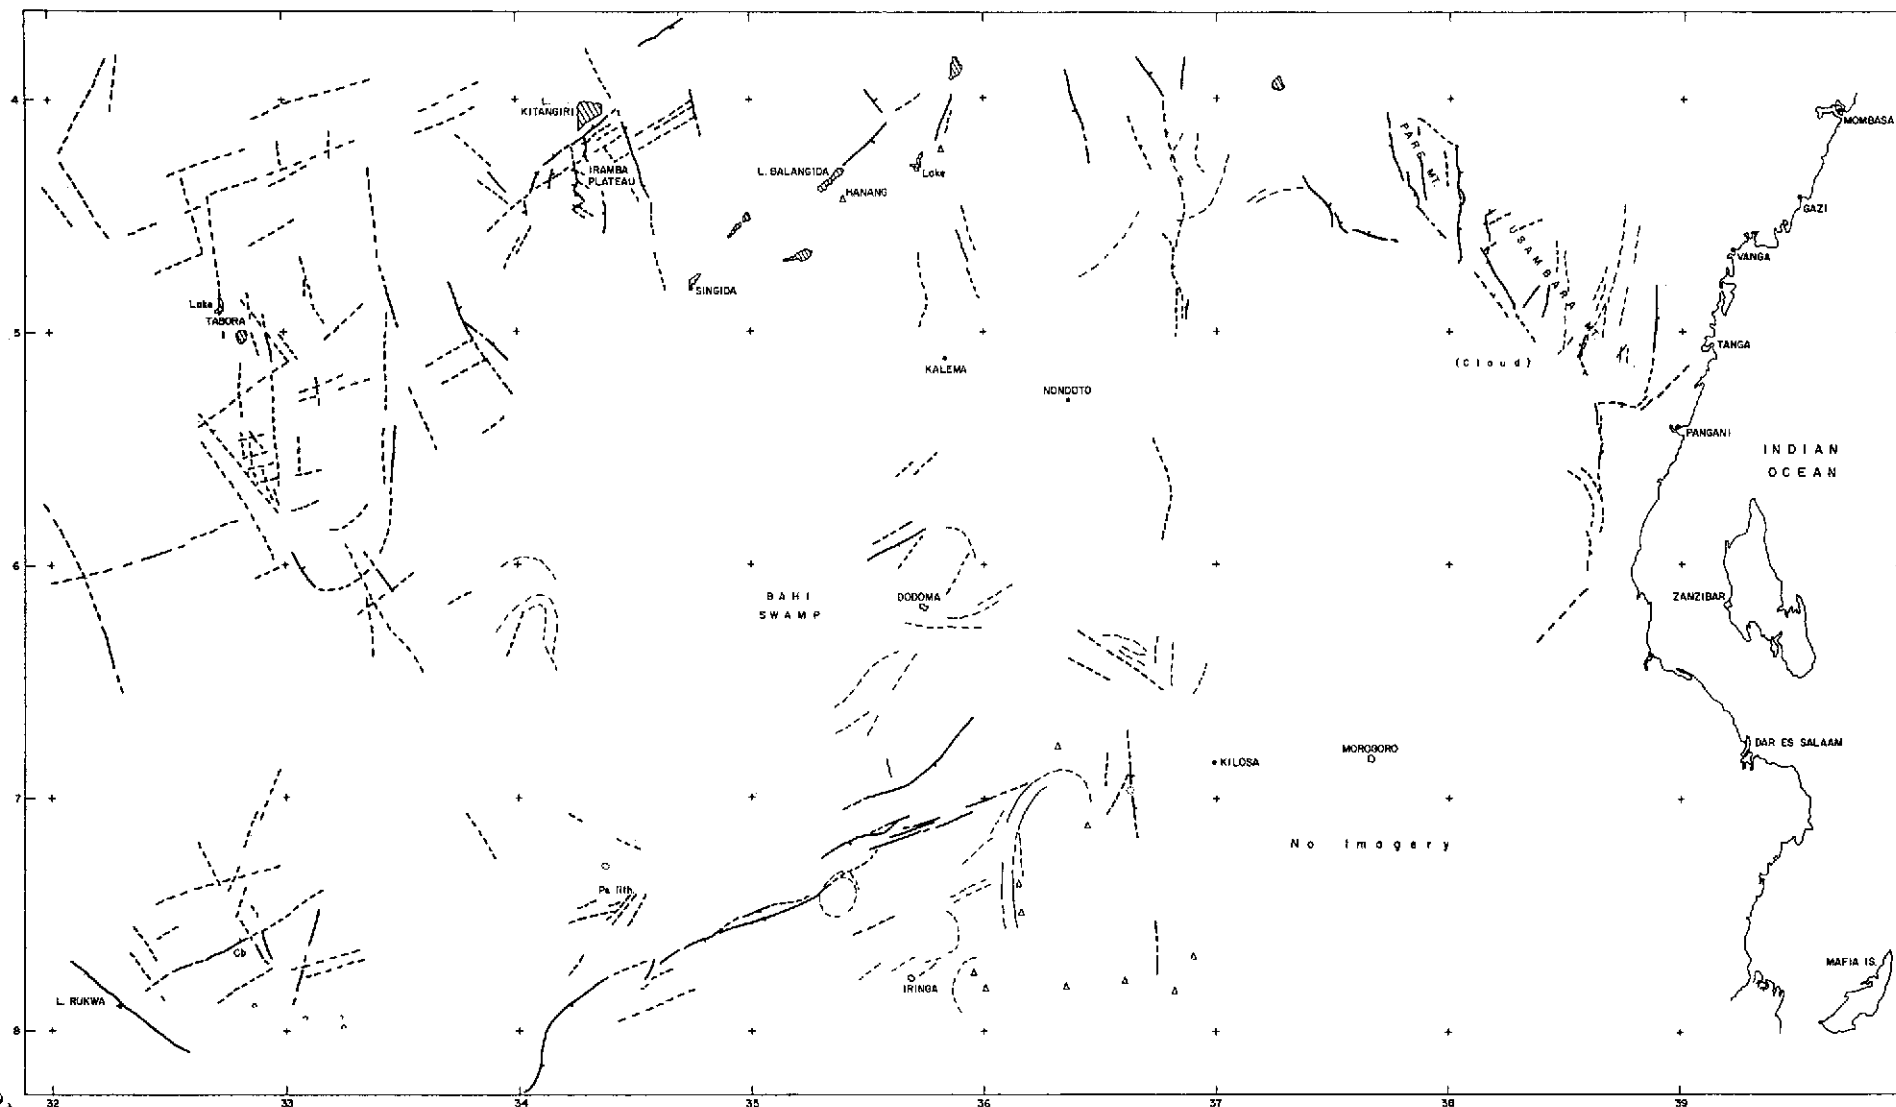 4
5
6
7
8
32
33
34
35
36
37
38
39
L.
KITANGIRI
IRAMBA
PLATEAU
L. BALANGIDA
HANANG
Lake
SINGIDA
Lake
TABORA
KALEMA
NONDOTO
PARE MT.
USAMBARA MT.
(Cloud)
MOMBASA
GAZI
VANGA
TANGA
PANGANI
INDIAN
OCEAN
ZANZIBAR
BAHI
SWAMP
DODOMA
DAR ES SALAAM
KILOSA
MOROGORO
No Imagery
Cb
L. RUKWA
IRINGA
MAFIA IS.